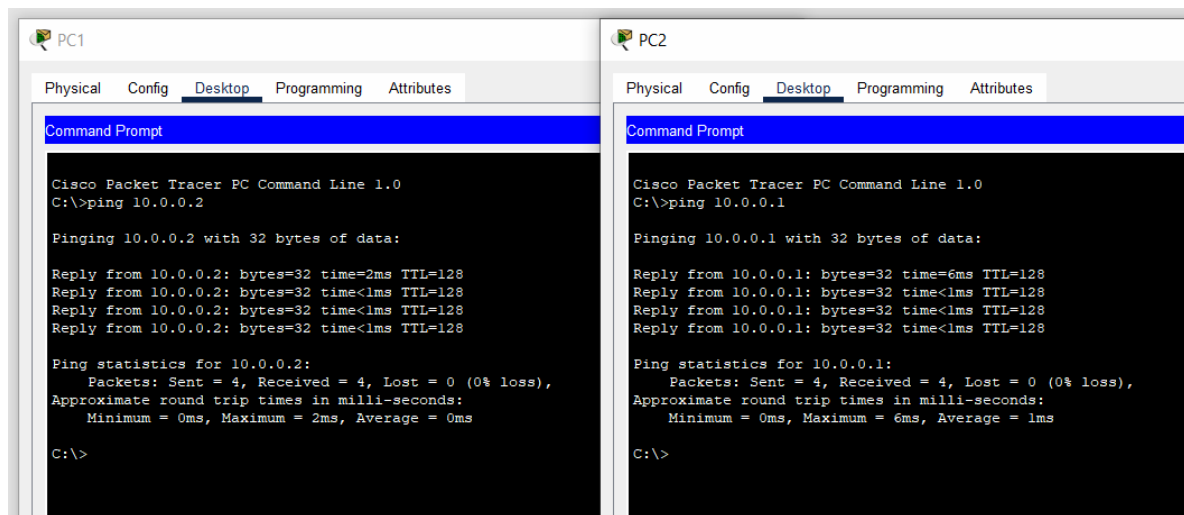 PC1
Physical Config Desktop Programming Attributes
Command Prompt
Cisco Packet Tracer PC Command Line 1.0
C:\>ping 10.0.0.2
Pinging 10.0.0.2 with 32 bytes of data:
Reply from 10.0.0.2: bytes=32 time=2ms TTL=128
Reply from 10.0.0.2: bytes=32 time<1ms TTL=128
Reply from 10.0.0.2: bytes=32 time<1ms TTL=128
Reply from 10.0.0.2: bytes=32 time<1ms TTL=128
Ping statistics for 10.0.0.2:
Packets: Sent = 4, Received = 4, Lost = 0 (0% loss),
Approximate round trip times in milli-seconds:
Minimum = 0ms, Maximum = 2ms, Average = 0ms
C:\>
PC2
Physical Config Desktop Programming Attributes
Command Prompt
Cisco Packet Tracer PC Command Line 1.0
C:\>ping 10.0.0.1
Pinging 10.0.0.1 with 32 bytes of data:
Reply from 10.0.0.1: bytes=32 time=6ms TTL=128
Reply from 10.0.0.1: bytes=32 time<1ms TTL=128
Reply from 10.0.0.1: bytes=32 time<1ms TTL=128
Reply from 10.0.0.1: bytes=32 time<1ms TTL=128
Ping statistics for 10.0.0.1:
Packets: Sent = 4, Received = 4, Lost = 0 (0% loss),
Approximate round trip times in milli-seconds:
Minimum = 0ms, Maximum = 6ms, Average = 1ms
C:\>